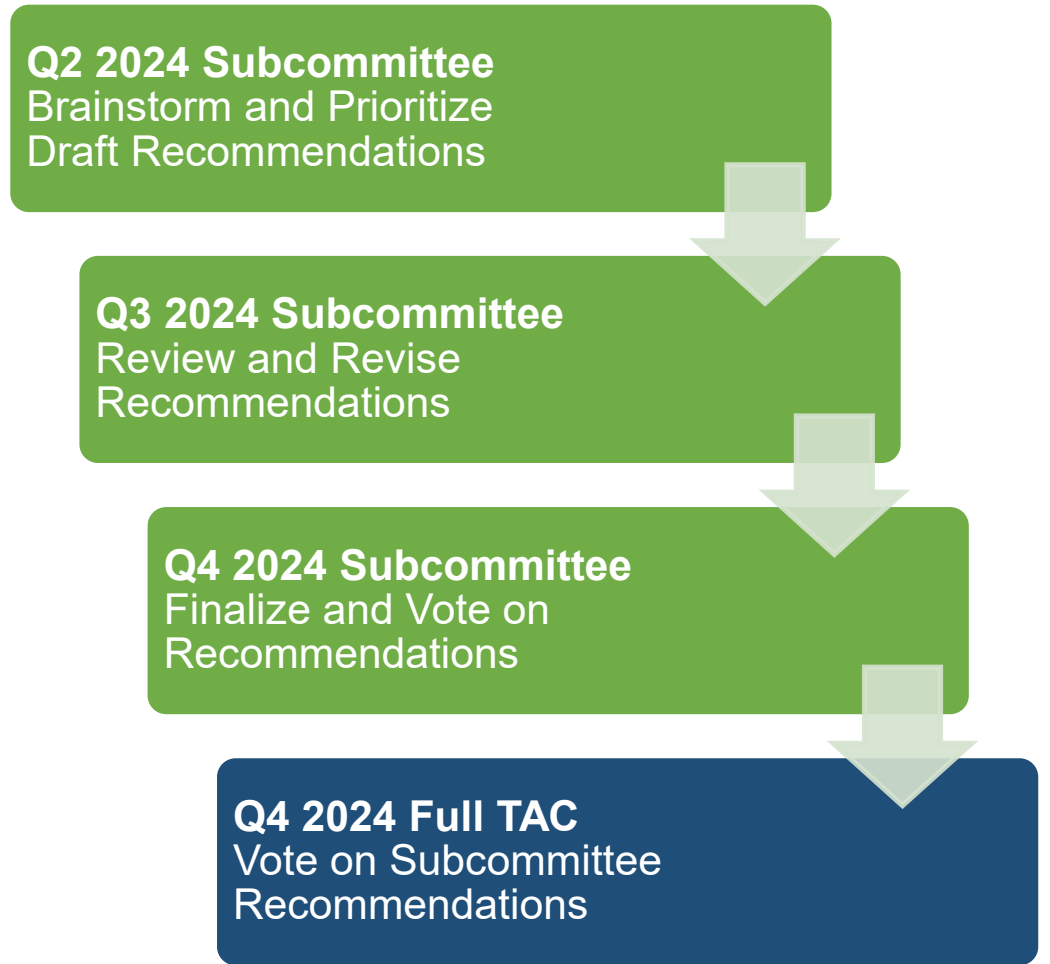 Q2 2024 Subcommittee
Brainstorm and Prioritize
Draft Recommendations
Q3 2024 Subcommittee
Review and Revise
Recommendations
Q4 2024 Subcommittee
Finalize and Vote on
Recommendations
Q4 2024 Full TAC
Vote on Subcommittee
Recommendations